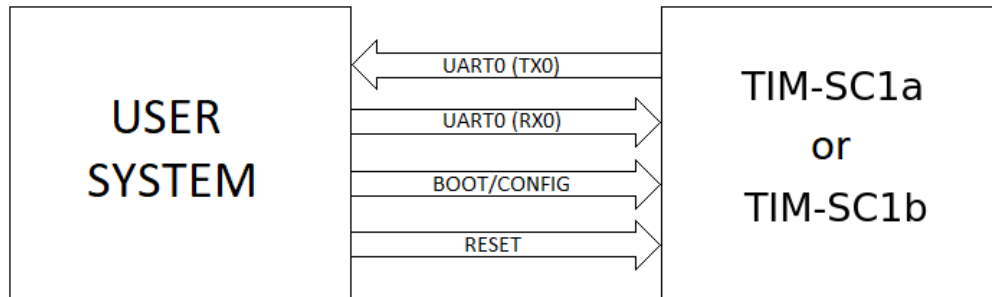 USER
SYSTEM
UART0 (TX0)
UART0 (RX0)
BOOT/CONFIG
RESET
TIM-SC1a
or
TIM-SC1b